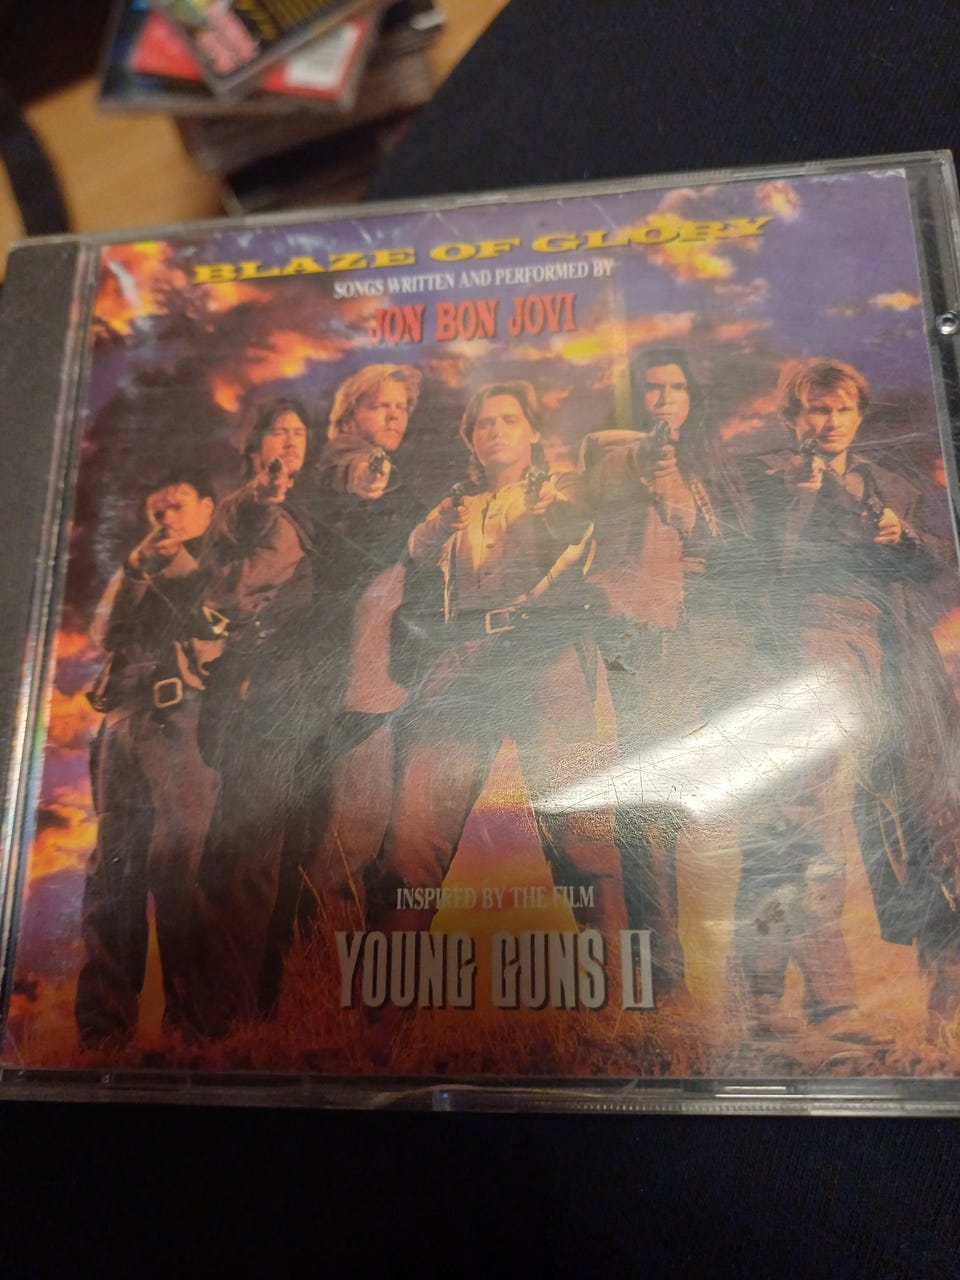 BLAZE OF GLORY
SONGS WRITTEN AND PERFORMED BY
JON BON JOVI
INSPIRED BY THE FILM
YOUNG GUNS II